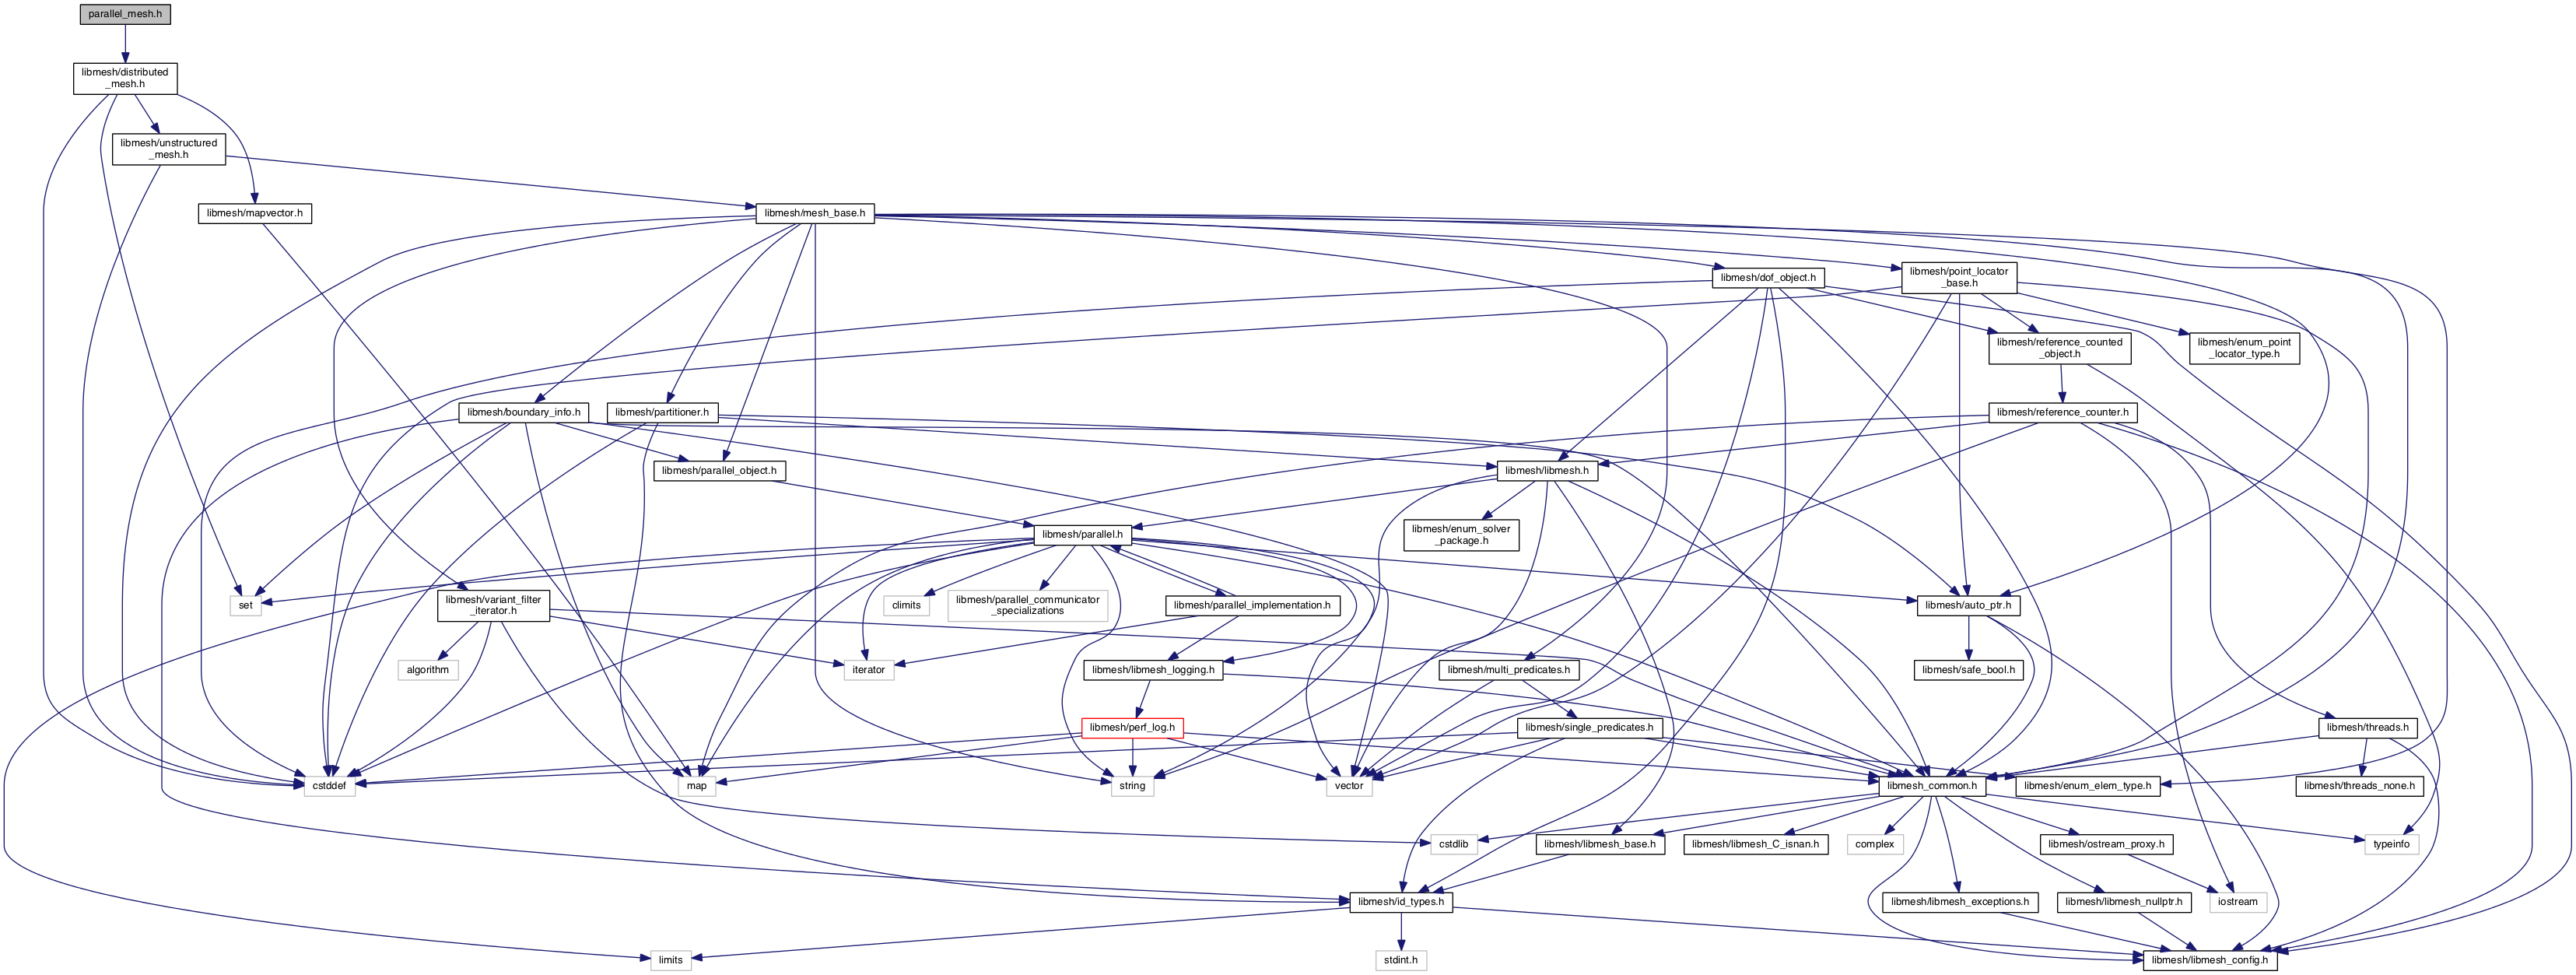 parallel_mesh.h
libmesh/distributed
_mesh.h
libmesh/unstructured
_mesh.h
libmesh/mapvector.h
libmesh/mesh_base.h
libmesh/dof_object.h
libmesh/point_locator
_base.h
libmesh/reference_counted
_object.h
libmesh/enum_point
_locator_type.h
libmesh/boundary_info.h
libmesh/partitioner.h
libmesh/reference_counter.h
libmesh/parallel_object.h
libmesh/libmesh.h
libmesh/parallel.h
libmesh/enum_solver
_package.h
set
libmesh/variant_filter
_iterator.h
climits
libmesh/parallel_communicator
_specializations
libmesh/parallel_implementation.h
libmesh/auto_ptr.h
algorithm
iterator
libmesh/libmesh_logging.h
libmesh/multi_predicates.h
libmesh/safe_bool.h
libmesh/perf_log.h
libmesh/single_predicates.h
libmesh/threads.h
cstddef
map
string
vector
libmesh/libmesh_common.h
libmesh/enum_elem_type.h
libmesh/threads_none.h
cstdlib
libmesh/libmesh_base.h
libmesh/libmesh_C_isnan.h
complex
libmesh/ostream_proxy.h
typeinfo
libmesh/id_types.h
libmesh/libmesh_exceptions.h
libmesh/libmesh_nullptr.h
iostream
limits
stdint.h
libmesh/libmesh_config.h